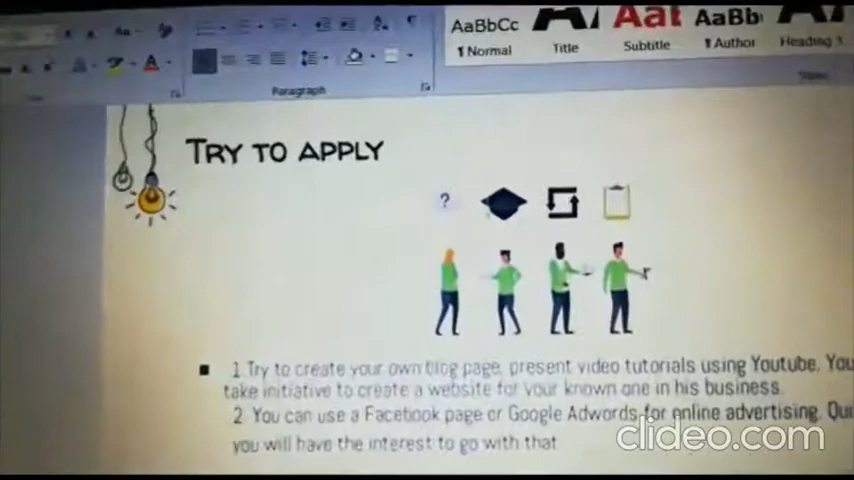 AaBbCc
¶ Normal
Title
Aat
Subtitle
AaBb
¶ Author
Heading
Paragraph
Styles
TRY TO APPLY
?
■ 1 Try to create your own blog page, present video tutorials using Youtube. You
take initiative to create a website for your known one in his business.
2. You can use a Facebook page or Google Adwords for online advertising. Qui
you will have the interest to go with that
clideo.com